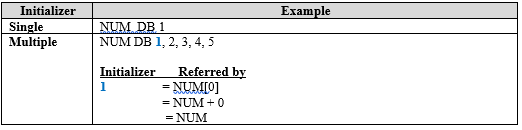 Initializer Example
Single NUM DB 1
Multiple NUM DB 1, 2, 3, 4, 5
Initializer Referred by
1 = NUM[0]
= NUM + 0
= NUM